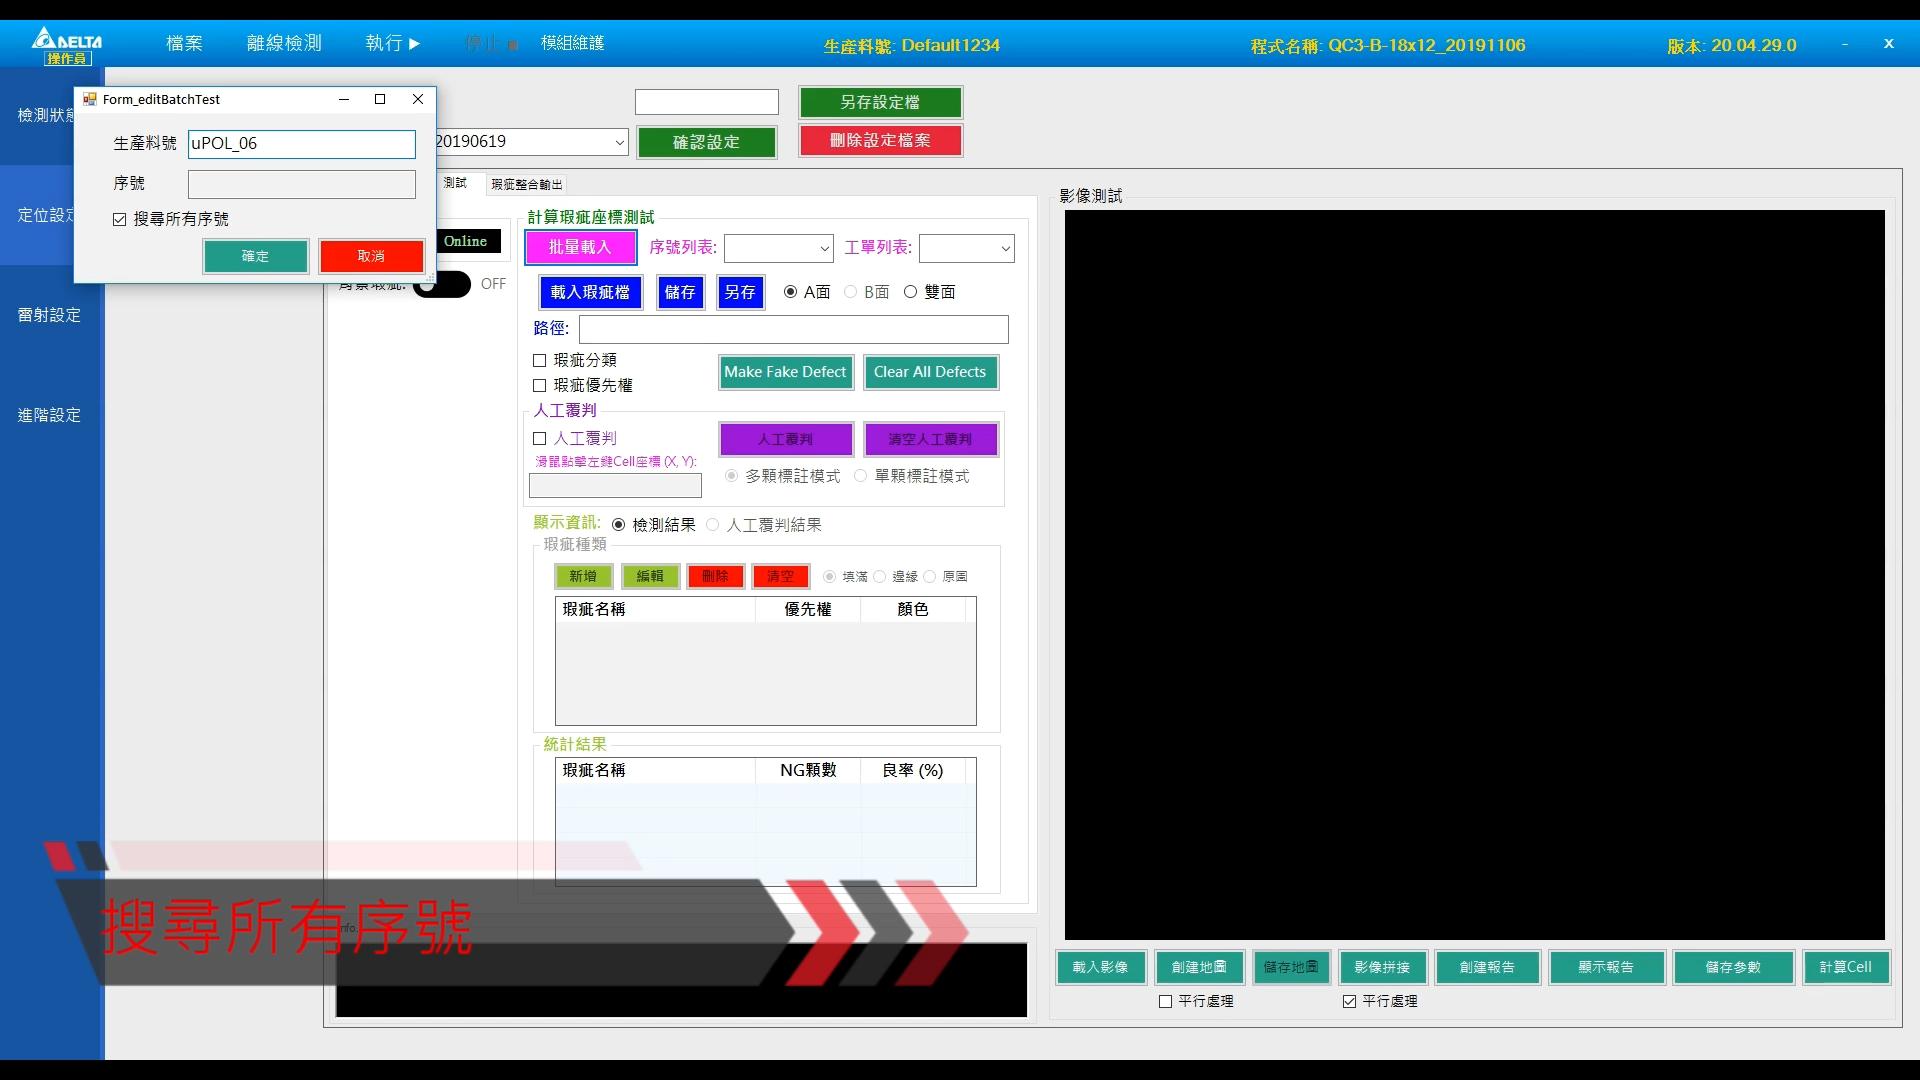 DELTA
操作員
檔案
離線檢測
執行
停止
模組維護
生產料號: Default1234
程式名稱: QC3-B-18x12_20191106
版本: 20.04.29.0
-
X
檢測狀態
定位設定
雷射設定
進階設定
Form_editBatchTest
生產料號 uPOL_06
序號
搜尋所有序號
確定
取消
20190619
確認設定
另存設定檔
刪除設定檔案
測試
瑕疵整合輸出
Online
背景瑕疵:
OFF
計算瑕疵座標測試
批量載入
序號列表:
工單列表:
載入瑕疵檔
儲存
另存
A面
B面
雙面
路徑:
瑕疵分類
瑕疵優先權
Make Fake Defect
Clear All Defects
人工覆判
人工覆判
人工覆判
清空人工覆判
滑鼠點擊左鍵Cell座標 (X, Y):
多顆標註模式
單顆標註模式
顯示資訊:
檢測結果
人工覆判結果
瑕疵種類
新增
編輯
刪除
清空
填滿
邊緣
原圖
瑕疵名稱
優先權
顏色
統計結果
瑕疵名稱
NG顆數
良率 (%)
搜尋所有序號
Info.
影像測試
載入影像
創建地圖
儲存地圖
影像拼接
創建報告
顯示報告
儲存參數
計算Cell
平行處理
平行處理